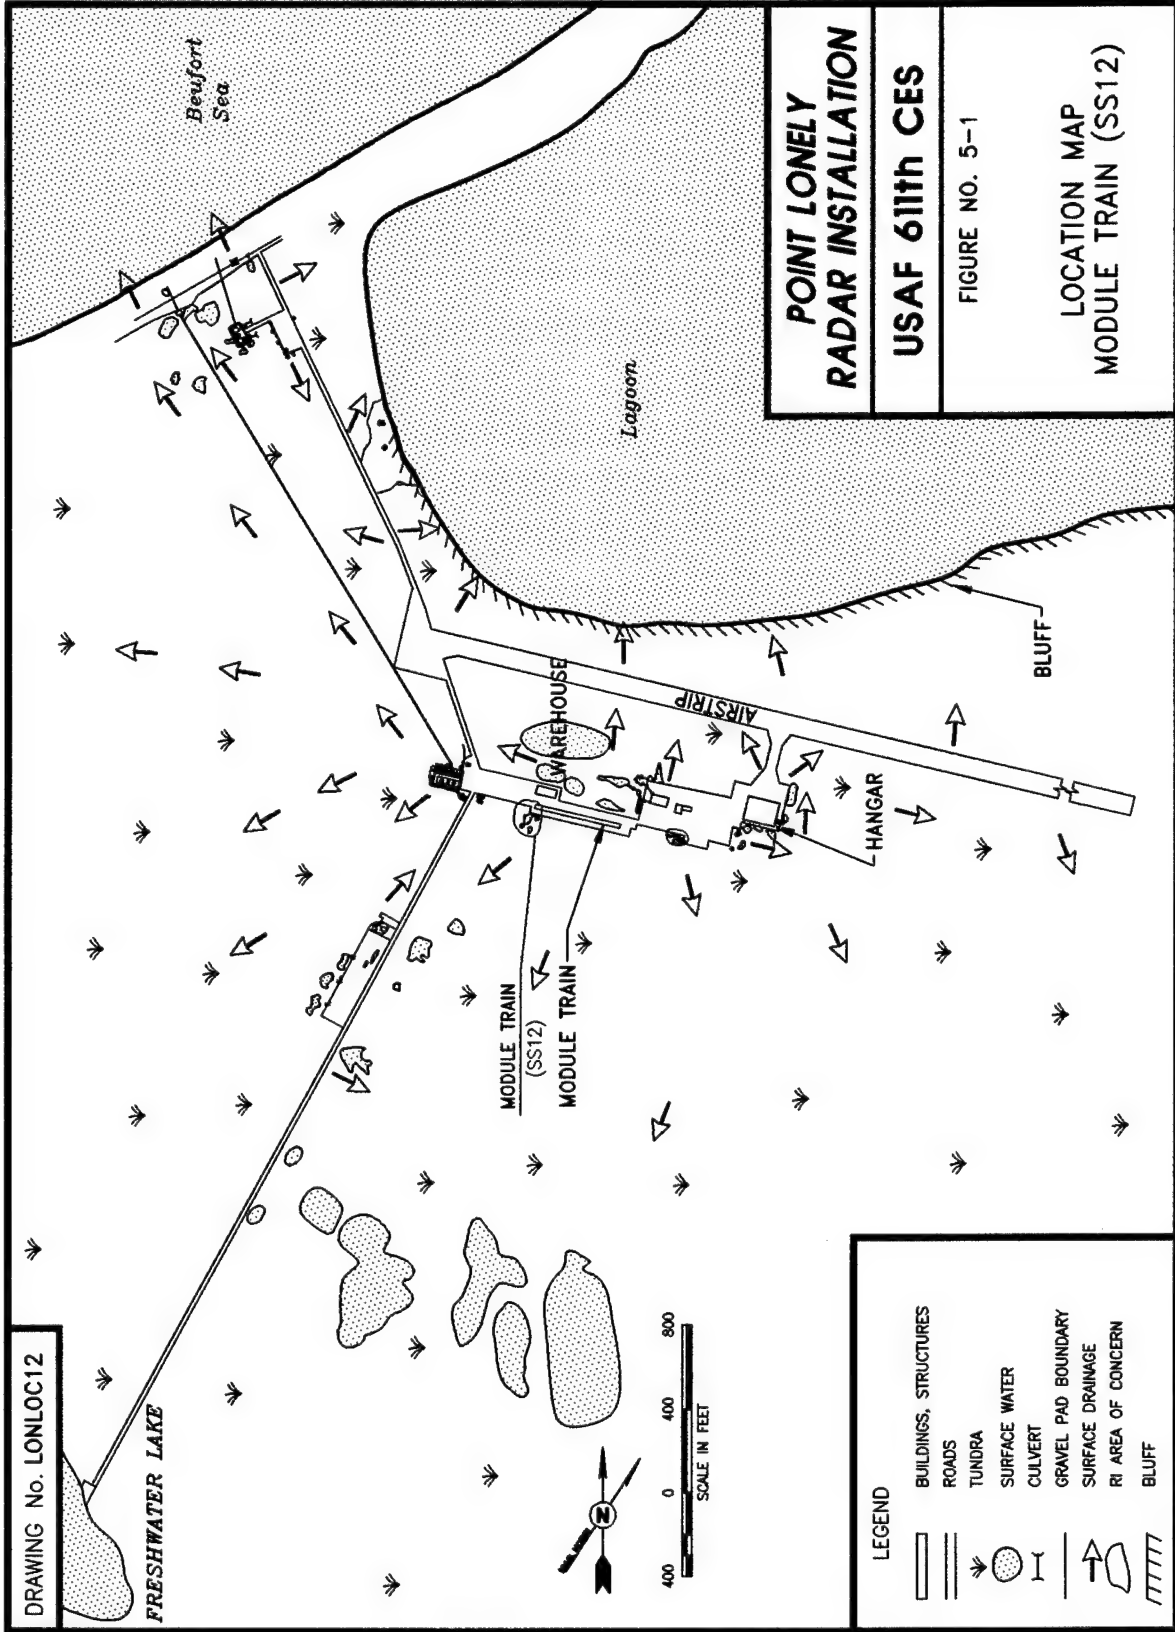 DRAWING No. LONLOC12
FRESHWATER LAKE
Beufort
Sea
Lagoon
WAREHOUSE
AIRSTRIP
HANGAR
BLUFF
MODULE TRAIN
(SS12)
MODULE TRAIN
N
400 0 400 800
SCALE IN FEET
LEGEND
BUILDINGS, STRUCTURES
ROADS
TUNDRA
SURFACE WATER
CULVERT
GRAVEL PAD BOUNDARY
SURFACE DRAINAGE
RI AREA OF CONCERN
BLUFF
POINT LONELY
RADAR INSTALLATION
USAF 611th CES
FIGURE NO. 5-1
LOCATION MAP
MODULE TRAIN (SS12)